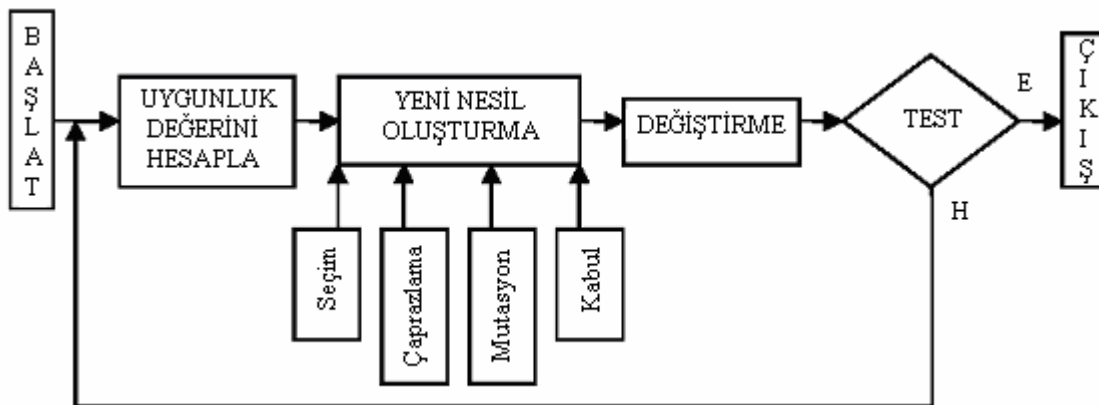 BAŞLAT
UYGUNLUK
DEĞERİNİ
HESAPLA
YENİ NESİL
OLUŞTURMA
DEĞİŞTİRME
TEST
E
H
ÇIKIŞ
Seçim
Çaprazlama
Mutasyon
Kabul